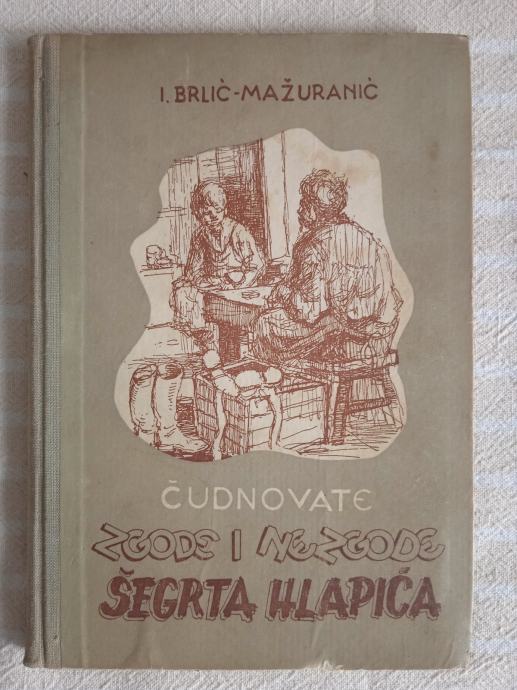 I. BRLIĆ-MAŽURANIĆ
ČUDNOVATE
ZGODE I NEZGODE
ŠEGRTA HLAPIĆA